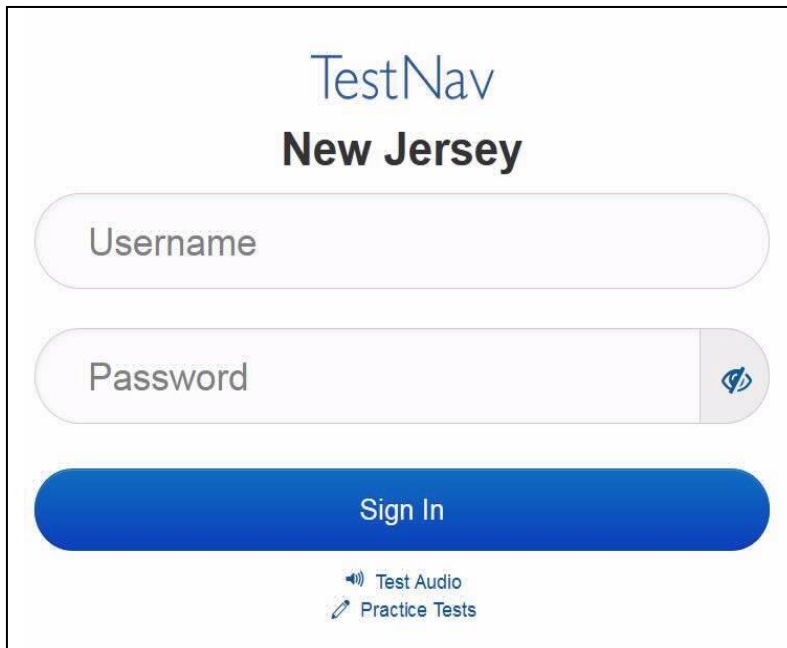 TestNav
New Jersey
Username
Password
Sign In
Test Audio
Practice Tests